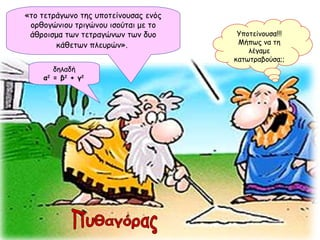 «το τετράγωνο της υποτείνουσας ενός
ορθογώνιου τριγώνου ισούται με το
άθροισμα των τετραγώνων των δυο
κάθετων πλευρών».
δηλαδή
α² = β² + γ²
Υποτείνουσα!!!
Μήπως να τη
λέγαμε
κατωτραβούσα;;
Πυθαγόρας